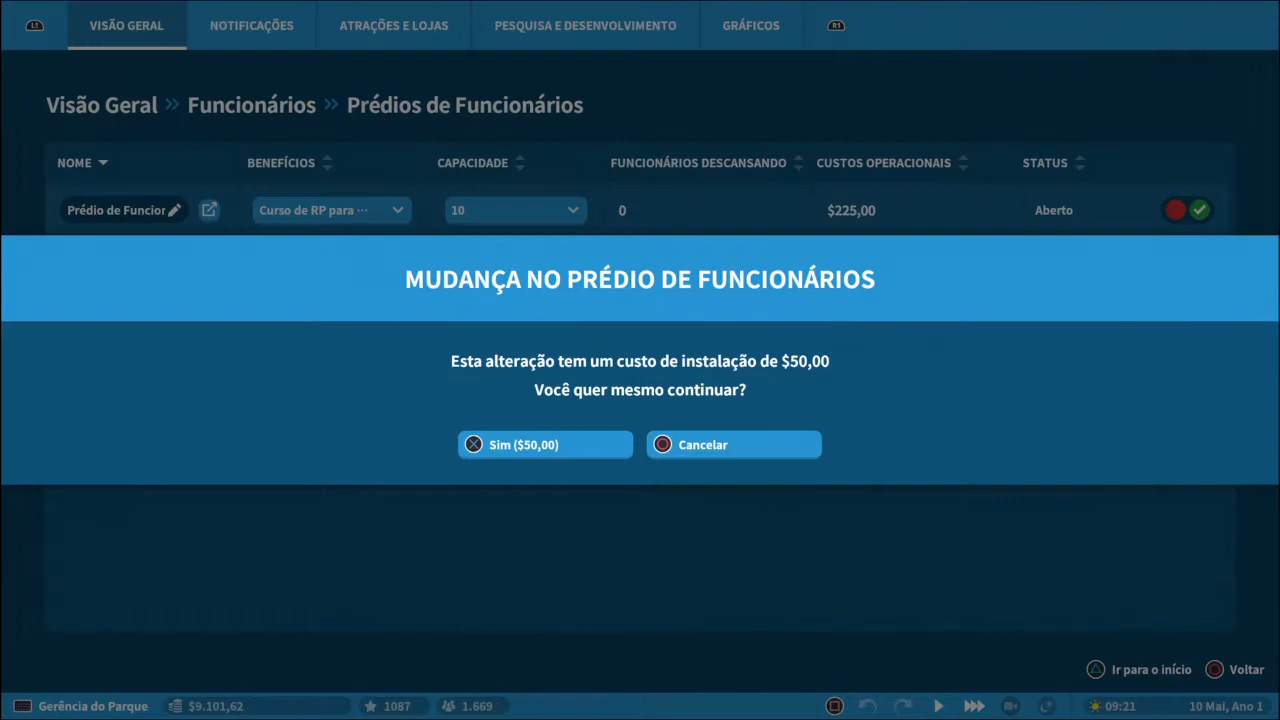 L1 VISÃO GERAL NOTIFICAÇÕES ATRAÇÕES E LOJAS PESQUISA E DESENVOLVIMENTO GRÁFICOS R1
Visão Geral » Funcionários » Prédios de Funcionários
NOME BENEFÍCIOS CAPACIDADE FUNCIONÁRIOS DESCANSANDO CUSTOS OPERACIONAIS STATUS
Prédio de Funcior Curso de RP para ··· 10 0 $225,00 Aberto
MUDANÇA NO PRÉDIO DE FUNCIONÁRIOS
Esta alteração tem um custo de instalação de $50,00
Você quer mesmo continuar?
Sim ($50,00) Cancelar
Ir para o início Voltar
Gerência do Parque $9.101,62 1087 1.669 09:21 10 Mai, Ano 1